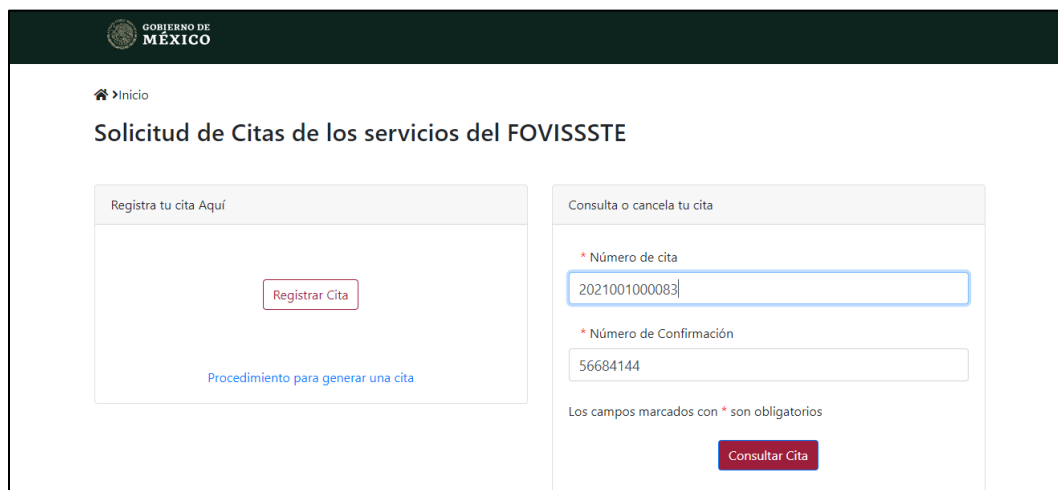 GOBIERNO DE
MÉXICO
Inicio
Solicitud de Citas de los servicios del FOVISSSTE
Registra tu cita Aquí
Registrar Cita
Procedimiento para generar una cita
Consulta o cancela tu cita
* Número de cita
2021001000083
* Número de Confirmación
56684144
Los campos marcados con * son obligatorios
Consultar Cita